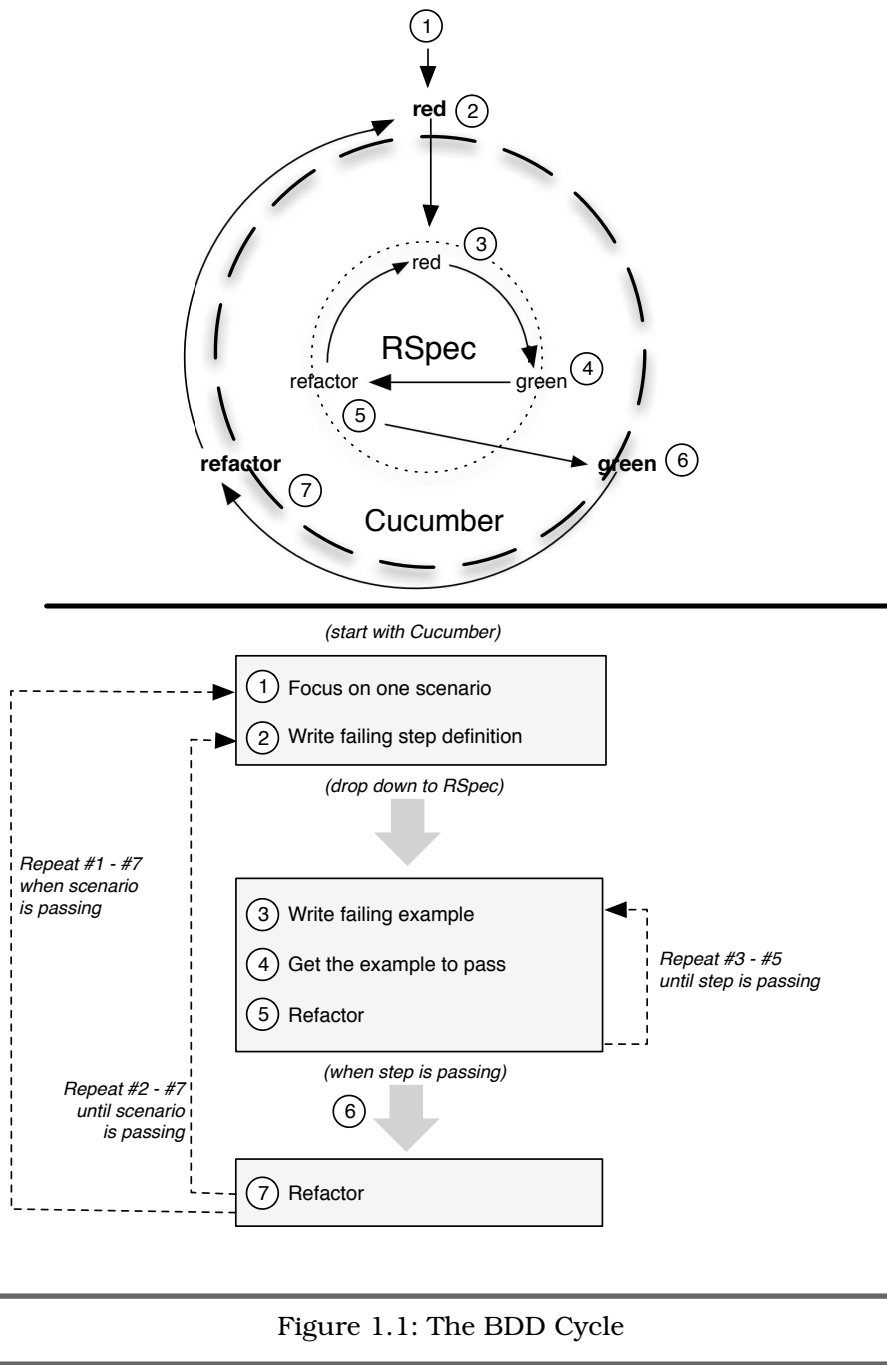 1
red 2
3
red
RSpec
refactor
green 4
5
refactor
green 6
7
Cucumber
(start with Cucumber)
1 Focus on one scenario
2 Write failing step definition
(drop down to RSpec)
Repeat #1 - #7
when scenario
is passing
3 Write failing example
4 Get the example to pass
5 Refactor
Repeat #3 - #5
until step is passing
(when step is passing)
6
Repeat #2 - #7
until scenario
is passing
7 Refactor
Figure 1.1: The BDD Cycle